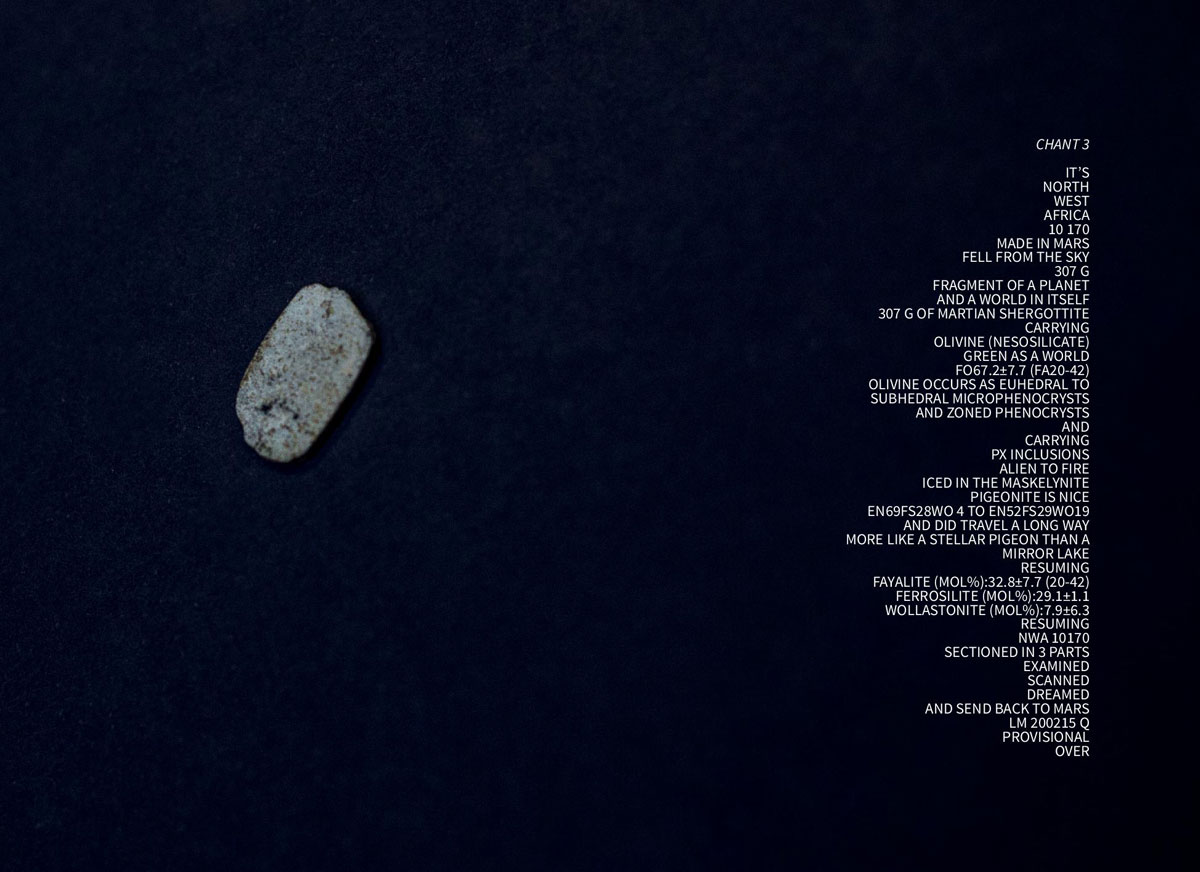 CHANT 3
IT'S
NORTH
WEST
AFRICA
10 170
MADE IN MARS
FELL FROM THE SKY
307 G
FRAGMENT OF A PLANET
AND A WORLD IN ITSELF
307 G OF MARTIAN SHERGOTTITE
CARRYING
OLIVINE (NESOSILICATE)
GREEN AS A WORLD
FO67.2±7.7 (FA20-42)
OLIVINE OCCURS AS EUHEDRAL TO
SUBHEDRAL MICROPHENOCRYSTS
AND ZONED PHENOCRYSTS
AND
CARRYING
PX INCLUSIONS
ALIEN TO FIRE
ICED IN THE MASKELYNITE
PIGEONITE IS NICE
EN69FS28WO 4 TO EN52FS29WO19
AND DID TRAVEL A LONG WAY
MORE LIKE A STELLAR PIGEON THAN A
MIRROR LAKE
RESUMING
FAYALITE (MOL%):32.8±7.7 (20-42)
FERROSILITE (MOL%):29.1±1.1
WOLLASTONITE (MOL%):7.9±6.3
RESUMING
NWA 10170
SECTIONED IN 3 PARTS
EXAMINED
SCANNED
DREAMED
AND SEND BACK TO MARS
LM 200215 Q
PROVISIONAL
OVER